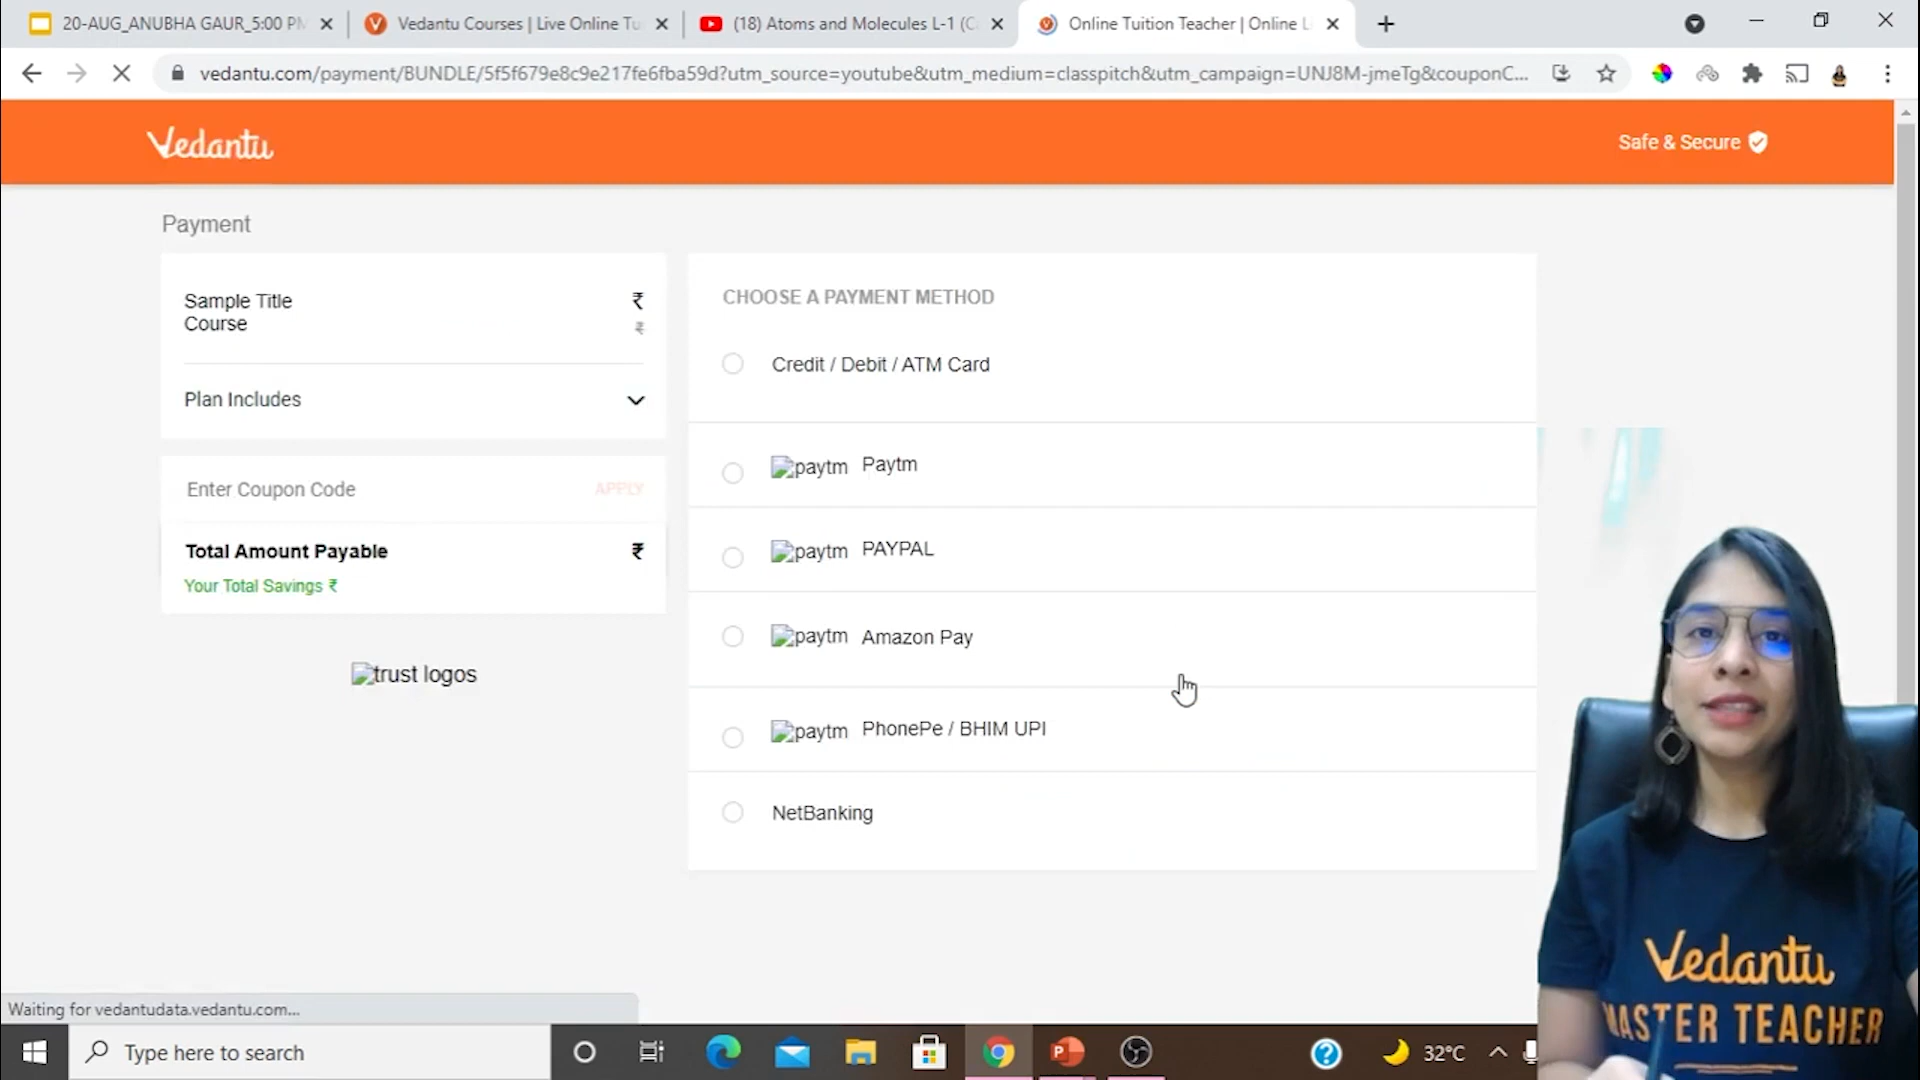 20-AUG_ANUBHA GAUR_5:00 PM
Vedantu Courses | Live Online Tu
(18) Atoms and Molecules L-1 (C
Online Tuition Teacher | Online L
vedantu.com/payment/BUNDLE/5f5f679e8c9e217fe6fba59d?utm_source=youtube&utm_medium=classpitch&utm_campaign=UNJ8M-jmeTg&couponC...
Vedantu
Safe & Secure
Payment
Sample Title
₹
Course
₹
Plan Includes
Enter Coupon Code
APPLY
Total Amount Payable
₹
Your Total Savings ₹
trust logos
CHOOSE A PAYMENT METHOD
Credit / Debit / ATM Card
paytm Paytm
paytm PAYPAL
paytm Amazon Pay
paytm PhonePe / BHIM UPI
NetBanking
Waiting for vedantudata.vedantu.com...
Type here to search
32°C
Vedantu
MASTER TEACHER